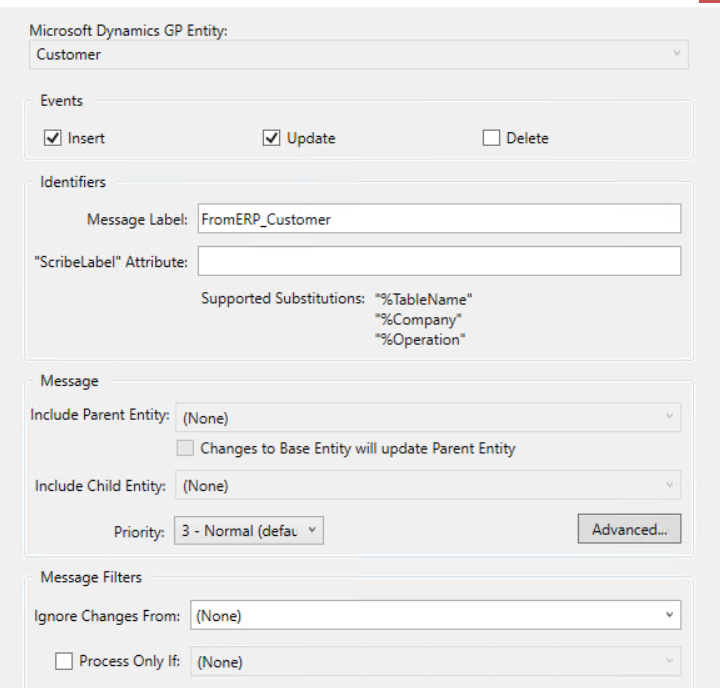 Microsoft Dynamics GP Entity:
Customer
Events
Insert Update Delete
Identifiers
Message Label: FromERP_Customer
"ScribeLabel" Attribute:
Supported Substitutions: "%TableName"
"%Company"
"%Operation"
Message
Include Parent Entity: (None)
Changes to Base Entity will update Parent Entity
Include Child Entity: (None)
Priority: 3 - Normal (defau Advanced...
Message Filters
Ignore Changes From: (None)
Process Only If: (None)